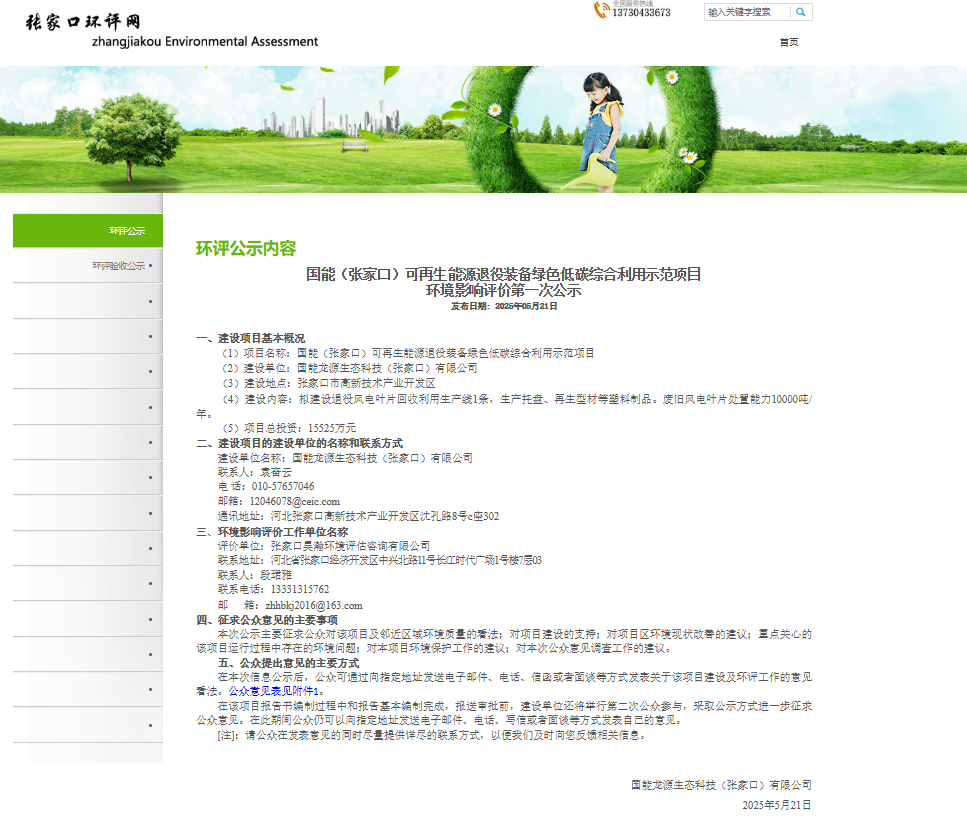 张家口环评网
zhangjiakou Environmental Assessment
全国服务热线
13730433673
输入关键字搜索
首页
环评公示
环评验收公示
环评公示内容
国能（张家口）可再生能源退役装备绿色低碳综合利用示范项目
环境影响评价第一次公示
发布日期：2025年05月21日
一、建设项目基本概况
（1）项目名称：国能（张家口）可再生能源退役装备绿色低碳综合利用示范项目
（2）建设单位：国能龙源生态科技（张家口）有限公司
（3）建设地点：张家口市高新技术产业开发区
（4）建设内容：拟建设退役风电叶片回收利用生产线1条，生产托盘、再生型材等塑料制品。废旧风电叶片处置能力10000吨/
年。
（5）项目总投资：15525万元
二、建设项目的建设单位的名称和联系方式
建设单位名称：国能龙源生态科技（张家口）有限公司
联系人：袁奋云
电 话：010-57657046
邮箱：12046078@ceic.com
通讯地址：河北张家口高新技术产业开发区沈孔路8号c座302
三、环境影响评价工作单位名称
评价单位：张家口昊瀚环境评估咨询有限公司
联系地址：河北省张家口经济开发区中兴北路11号长江时代广场1号楼7层03
联系人：段珺雅
联系电话：13331315762
邮 箱：zhhbkj2016@163.com
四、征求公众意见的主要事项
本次公示主要征求公众对该项目及邻近区域环境质量的看法；对项目建设的支持；对项目区环境现状改善的建议；重点关心的
该项目运行过程中存在的环境问题；对本项目环境保护工作的建议；对本次公众意见调查工作的建议。
五、公众提出意见的主要方式
在本次信息公示后，公众可通过向指定地址发送电子邮件、电话、信函或者面谈等方式发表关于该项目建设及环评工作的意见
看法。公众意见表见附件1。
在该项目报告书编制过程中和报告基本编制完成，报送审批前，建设单位还将举行第二次公众参与，采取公示方式进一步征求
公众意见。在此期间公众仍可以向指定地址发送电子邮件、电话、写信或者面谈等方式发表自己的意见。
[注]：请公众在发表意见的同时尽量提供详尽的联系方式，以便我们及时向您反馈相关信息。
国能龙源生态科技（张家口）有限公司
2025年5月21日